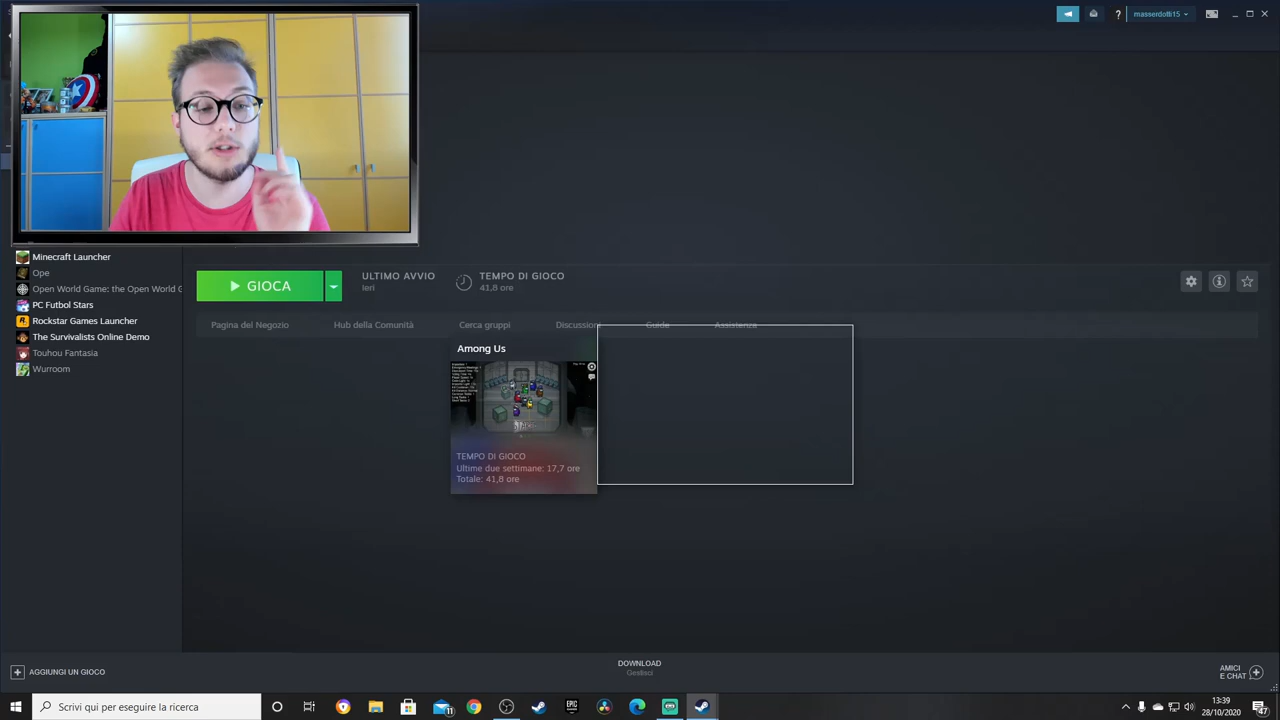 masserdotti15
Minecraft Launcher
Ope
Open World Game: the Open World G
PC Futbol Stars
Rockstar Games Launcher
The Survivalists Online Demo
Touhou Fantasia
Wurroom
GIOCA
ULTIMO AVVIO
Ieri
TEMPO DI GIOCO
41,8 ore
Pagina del Negozio
Hub della Comunità
Cerca gruppi
Discussioni
Guide
Assistenza
Among Us
TEMPO DI GIOCO
Ultime due settimane: 17,7 ore
Totale: 41,8 ore
AGGIUNGI UN GIOCO
DOWNLOAD
Gestisci
AMICI
E CHAT
Scrivi qui per eseguire la ricerca
11
EPIC
13:39
28/10/2020